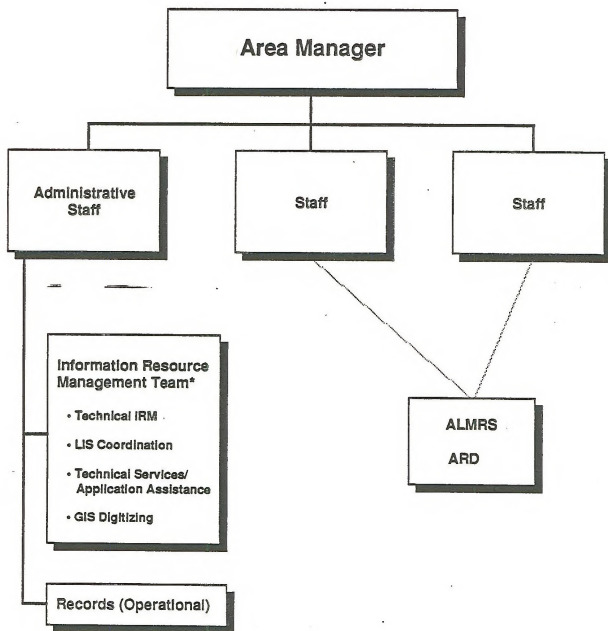 Area Manager
Administrative
Staff
Staff
Staff
Information Resource
Management Team*
• Technical IRM
• LIS Coordination
• Technical Services/
Application Assistance
• GIS Digitizing
ALMRS
ARD
Records (Operational)